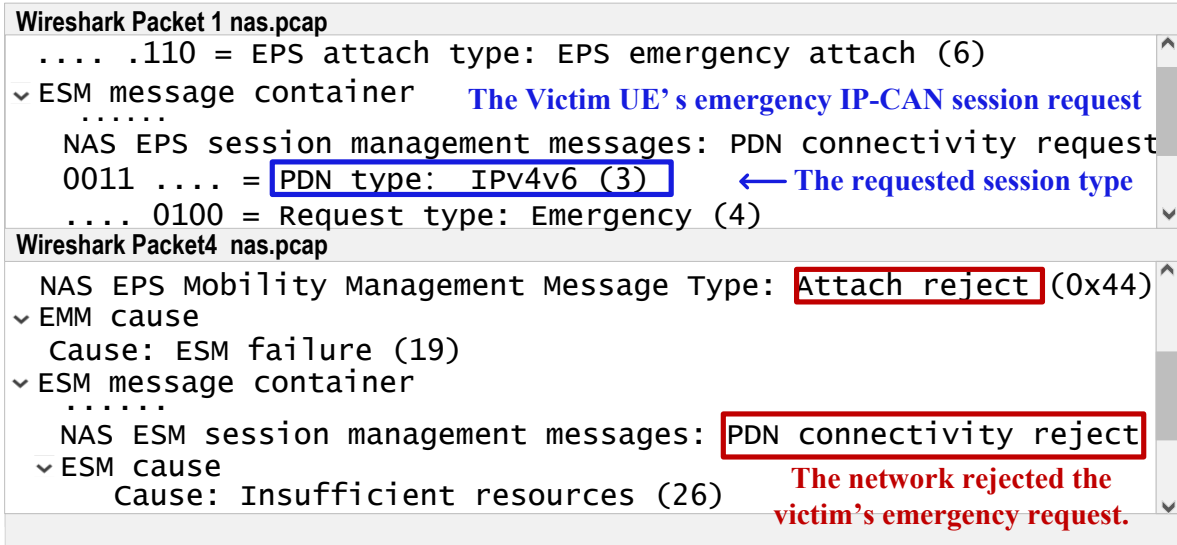 Wireshark Packet 1 nas.pcap
.... .110 = EPS attach type: EPS emergency attach (6)
ESM message container The Victim UE' s emergency IP-CAN session request
......
NAS EPS session management messages: PDN connectivity request
0011 .... = PDN type: IPv4v6 (3) ⟵ The requested session type
.... 0100 = Request type: Emergency (4)
Wireshark Packet4 nas.pcap
NAS EPS Mobility Management Message Type: Attach reject (0x44)
EMM cause
Cause: ESM failure (19)
ESM message container
......
NAS ESM session management messages: PDN connectivity reject
ESM cause
Cause: Insufficient resources (26)
The network rejected the
victim's emergency request.